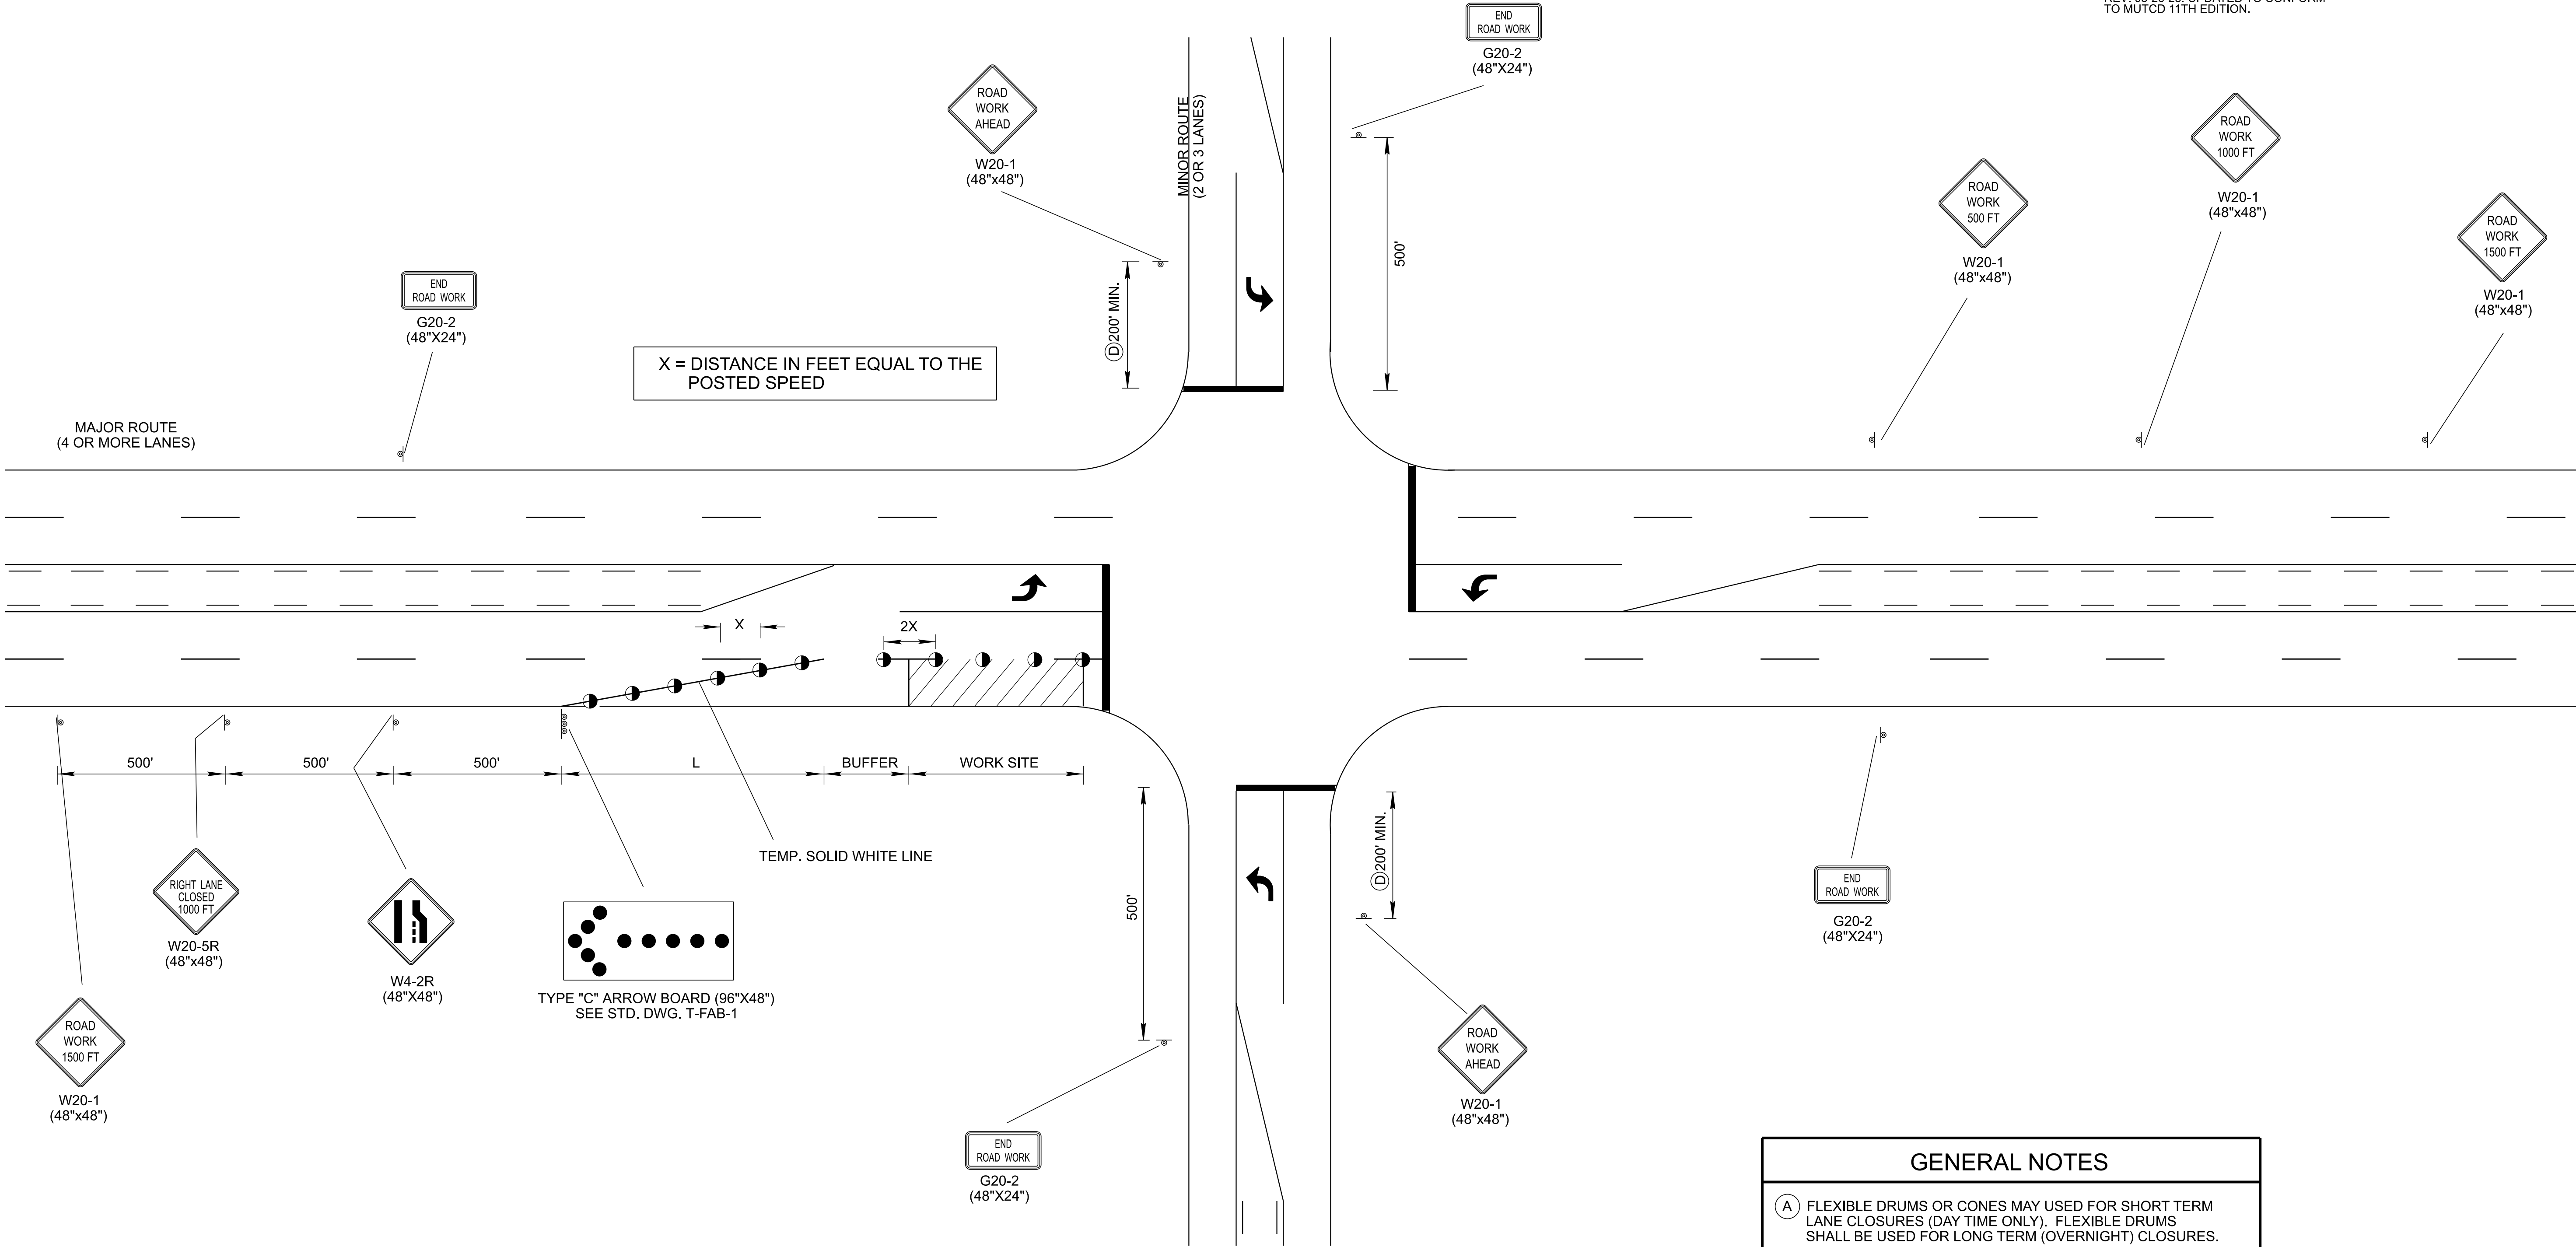 TO MUTCD 11TH EDITION.
END
ROAD WORK
G20-2
(48"X24")
ROAD
WORK
AHEAD
W20-1
(48"x48")
MINOR ROUTE
(2 OR 3 LANES)
ROAD
WORK
1000 FT
W20-1
(48"x48")
ROAD
WORK
500 FT
W20-1
(48"x48")
ROAD
WORK
1500 FT
W20-1
(48"x48")
500'
D 200' MIN.
END
ROAD WORK
G20-2
(48"X24")
X = DISTANCE IN FEET EQUAL TO THE
POSTED SPEED
MAJOR ROUTE
(4 OR MORE LANES)
X
2X
500'
500'
500'
L
BUFFER
WORK SITE
TEMP. SOLID WHITE LINE
RIGHT LANE
CLOSED
1000 FT
W20-5R
(48"x48")
W4-2R
(48"X48")
TYPE "C" ARROW BOARD (96"X48")
SEE STD. DWG. T-FAB-1
ROAD
WORK
1500 FT
W20-1
(48"x48")
500'
D 200' MIN.
END
ROAD WORK
G20-2
(48"X24")
ROAD
WORK
AHEAD
W20-1
(48"x48")
END
ROAD WORK
G20-2
(48"X24")
GENERAL NOTES
A FLEXIBLE DRUMS OR CONES MAY USED FOR SHORT TERM
LANE CLOSURES (DAY TIME ONLY). FLEXIBLE DRUMS
SHALL BE USED FOR LONG TERM (OVERNIGHT) CLOSURES.